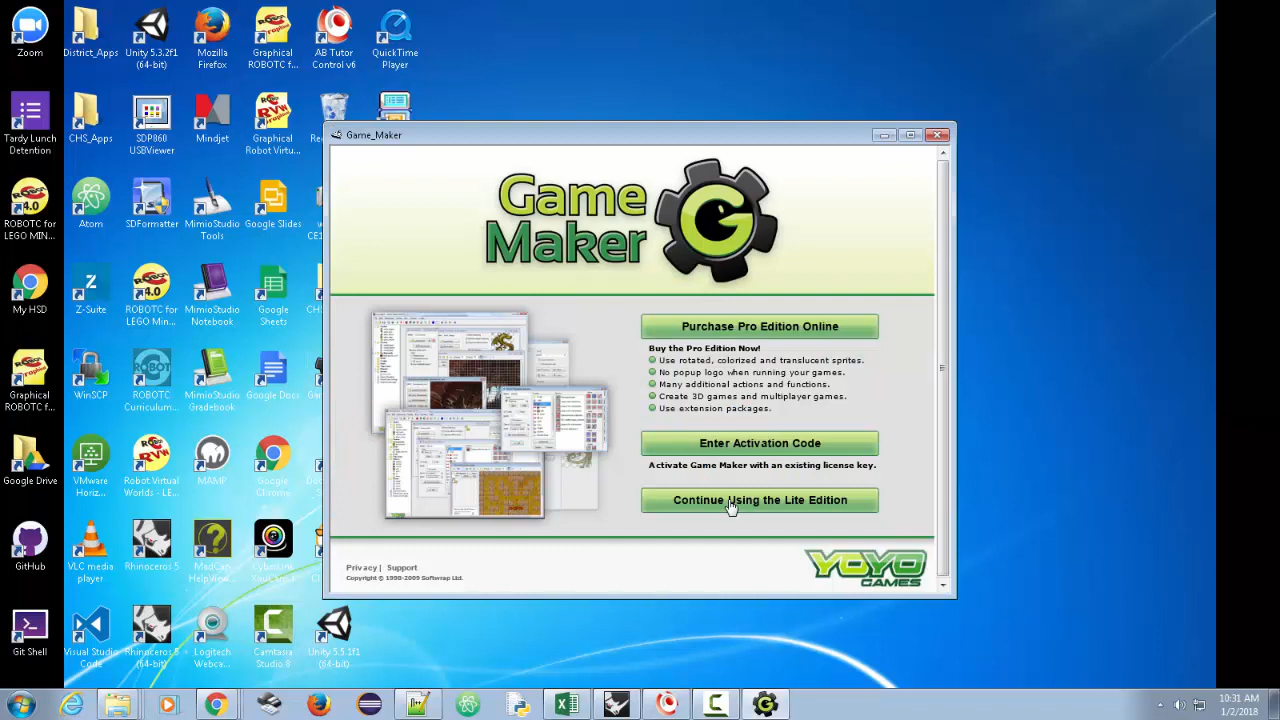 Zoom
District_Apps
Unity 5.3.2f1
(64-bit)
Mozilla
Firefox
Graphical
ROBOTC f...
AB Tutor
Control v6
QuickTime
Player
Tardy Lunch
Detention
CHS_Apps
SDP860
USBViewer
Mindjet
Graphical
Robot Virtu...
ROBOTC for
LEGO MIN...
Atom
SDFormatter
MimioStudio
Tools
Google Slides
My HSD
Z-Suite
ROBOTC for
LEGO Min...
MimioStudio
Notebook
Google
Sheets
Graphical
ROBOTC f...
WinSCP
ROBOTC
Curriculum...
MimioStudio
Gradebook
Google Docs
Google Drive
VMware
Horiz...
Robot Virtual
Worlds - LE...
MAMP
Google
Chrome
GitHub
VLC media
player
Rhinoceros 5
MadCap
HelpView...
Git Shell
Visual Studio
Code
Rhinoceros 5
(64-bit)
Logitech
Webca...
Camtasia
Studio 8
Unity 5.5.1f1
(64-bit)
Game_Maker
Game
Maker
Purchase Pro Edition Online
Buy the Pro Edition Now!
Use rotated, colorized and translucent sprites.
No popup logo when running your games.
Many additional actions and functions.
Create 3D games and multiplayer games.
Use extension packages.
Enter Activation Code
Activate Game Maker with an existing license key.
Continue Using the Lite Edition
Privacy | Support
Copyright © 1998-2009 Softwrap Ltd.
YOYO
GAMES
10:31 AM
1/2/2018